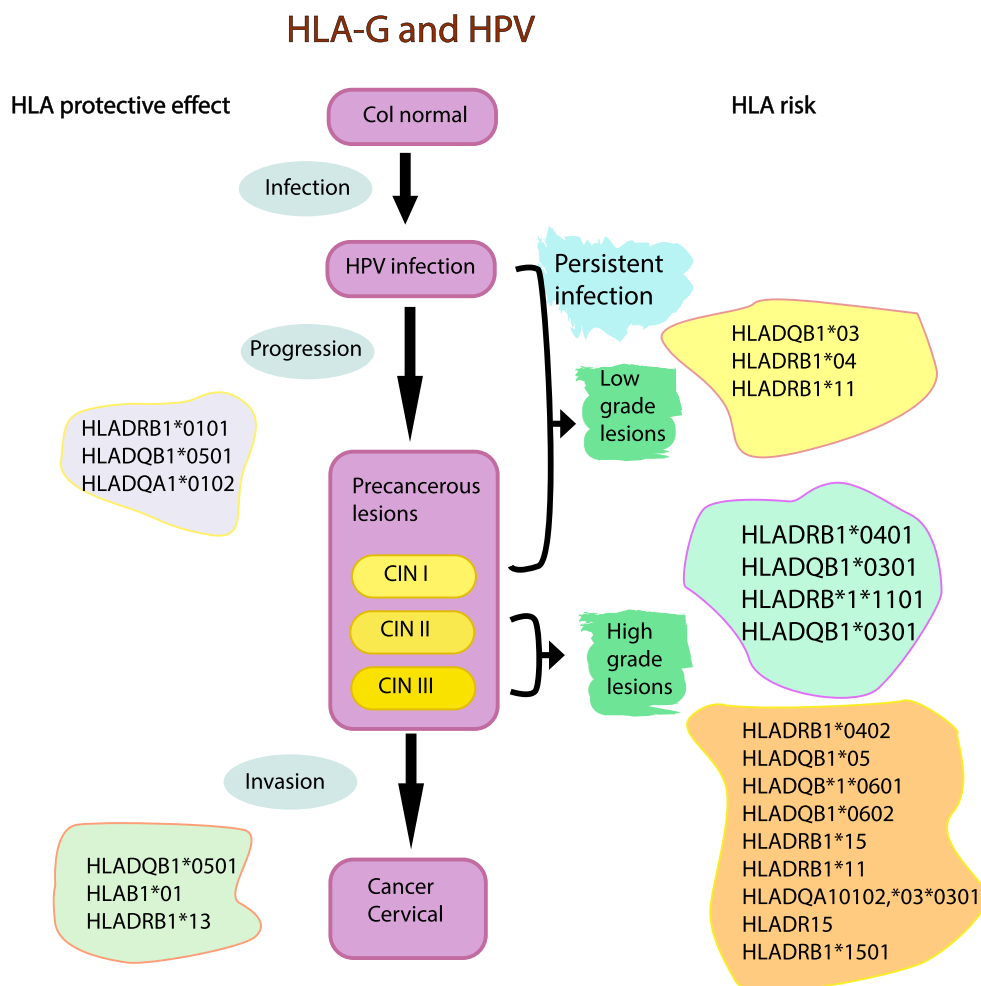 HLA-G and HPV
HLA protective effect
HLA risk
Col normal
Infection
HPV infection
Persistent
infection
Progression
HLADQB1*03
HLADRB1*04
HLADRB1*11
Low
grade
lesions
HLADRB1*0101
HLADQB1*0501
HLADQA1*0102
Precancerous
lesions
CIN I
CIN II
CIN III
HLADRB1*0401
HLADQB1*0301
HLADRB*1*1101
HLADQB1*0301
High
grade
lesions
HLADRB1*0402
HLADQB1*05
HLADQB*1*0601
HLADQB1*0602
HLADRB1*15
HLADRB1*11
HLADQA10102,*03*0301
HLADR15
HLADRB1*1501
Invasion
HLADQB1*0501
HLAB1*01
HLADRB1*13
Cancer
Cervical